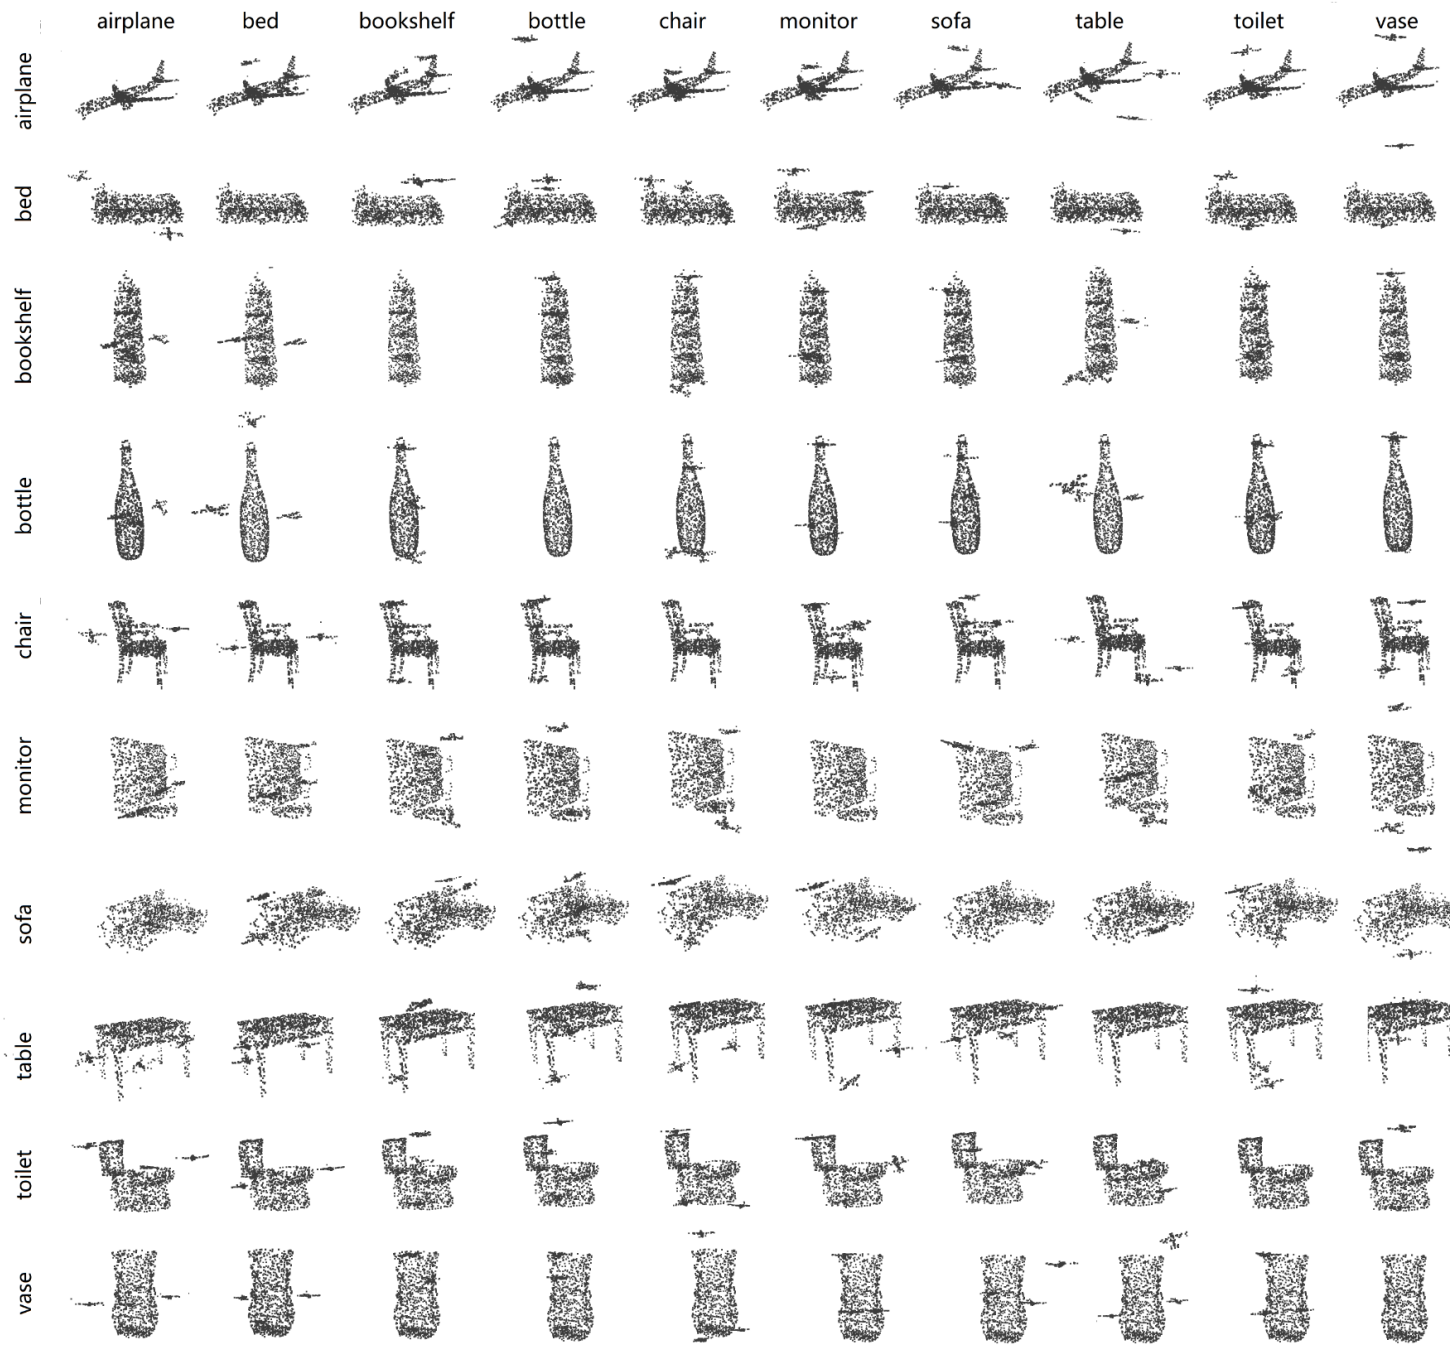 airplane bed bookshelf bottle chair monitor sofa table toilet vase
airplane
bed
bookshelf
bottle
chair
monitor
sofa
table
toilet
vase